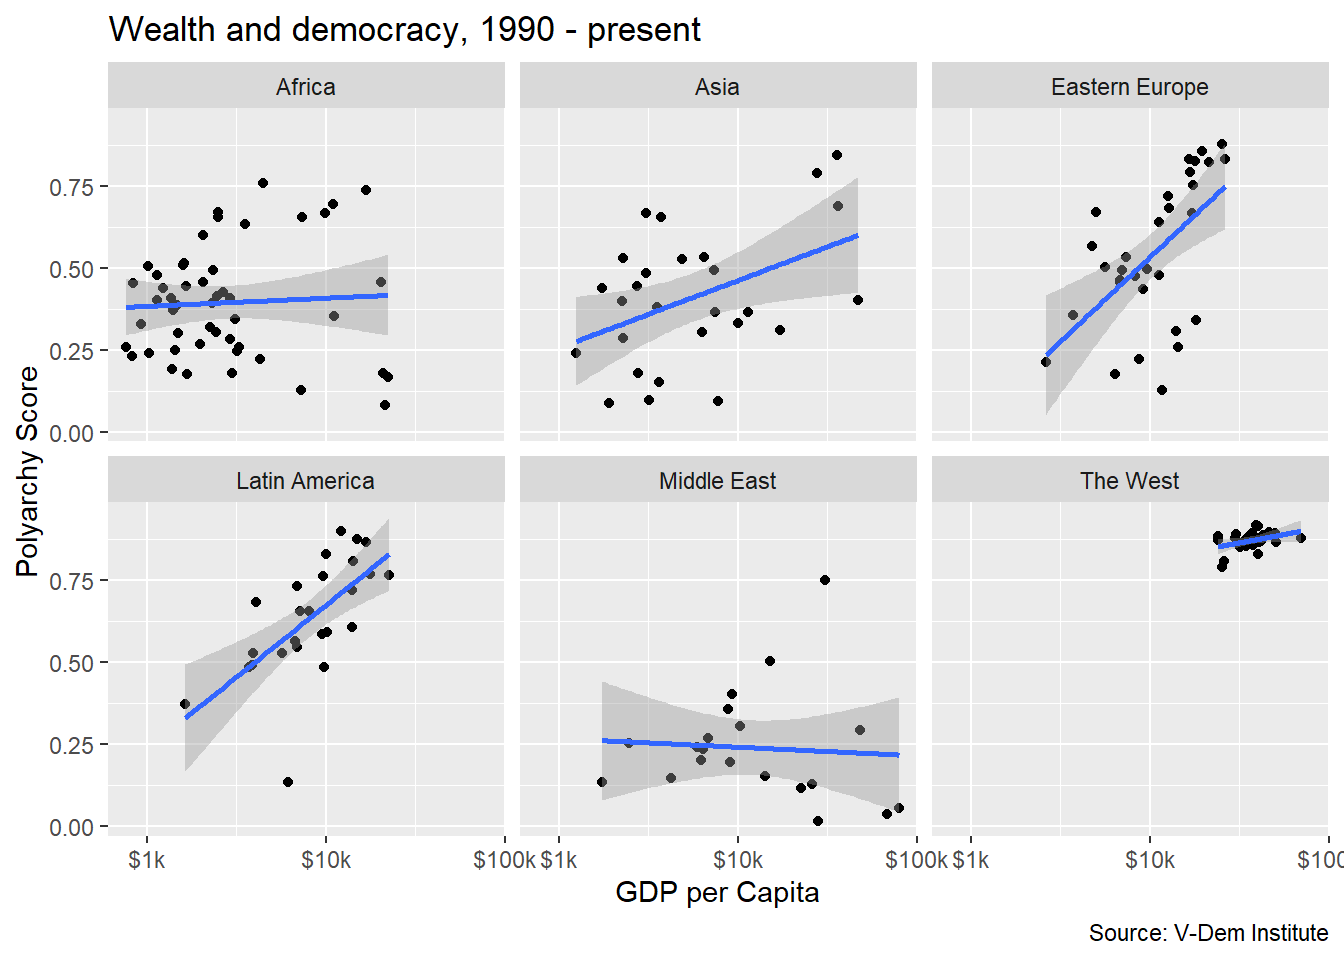 Wealth and democracy, 1990 - present
Africa
Asia
Eastern Europe
0.75
0.50
0.25
0.00
Latin America
Middle East
The West
0.75
0.50
0.25
0.00
Polyarchy Score
$1k
$10k
$100k
$1k
$10k
$100k
$1k
$10k
$100
GDP per Capita
Source: V-Dem Institute